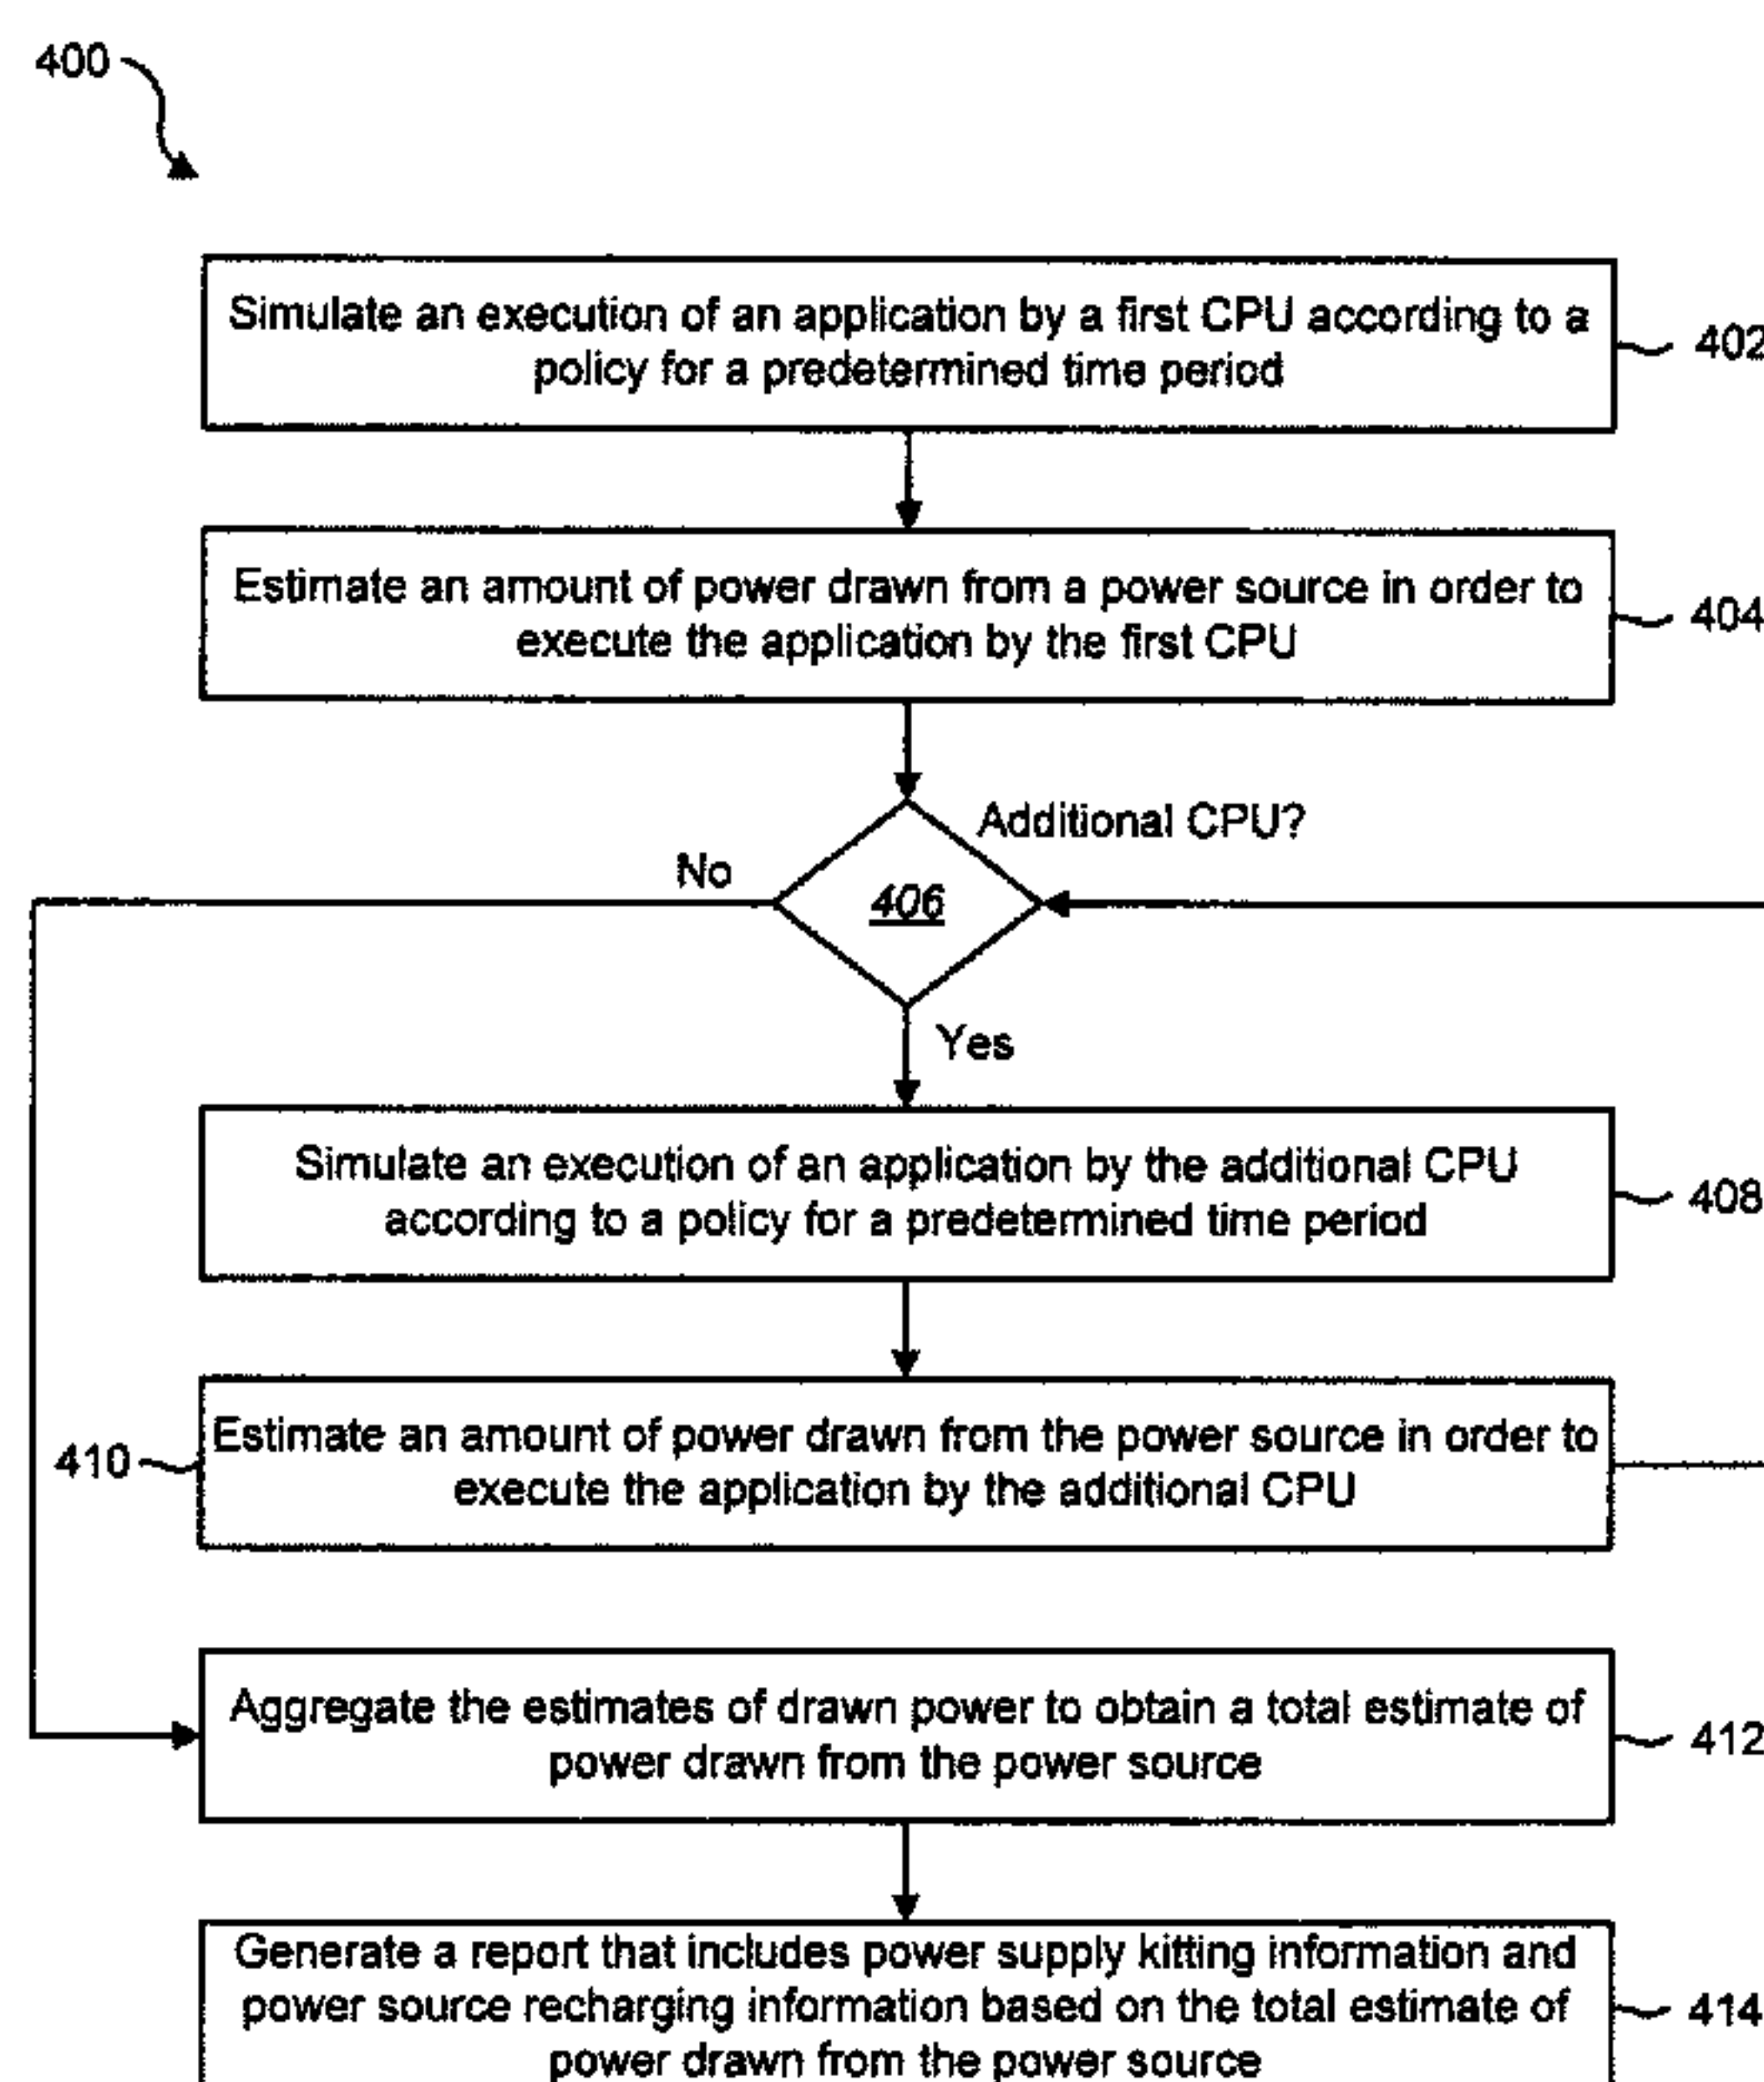 400
Simulate an execution of an application by a first CPU according to a
policy for a predetermined time period
402
Estimate an amount of power drawn from a power source in order to
execute the application by the first CPU
404
Additional CPU?
No
406
Yes
Simulate an execution of an application by the additional CPU
according to a policy for a predetermined time period
408
410
Estimate an amount of power drawn from the power source in order to
execute the application by the additional CPU
Aggregate the estimates of drawn power to obtain a total estimate of
power drawn from the power source
412
Generate a report that includes power supply kitting information and
power source recharging information based on the total estimate of
power drawn from the power source
414